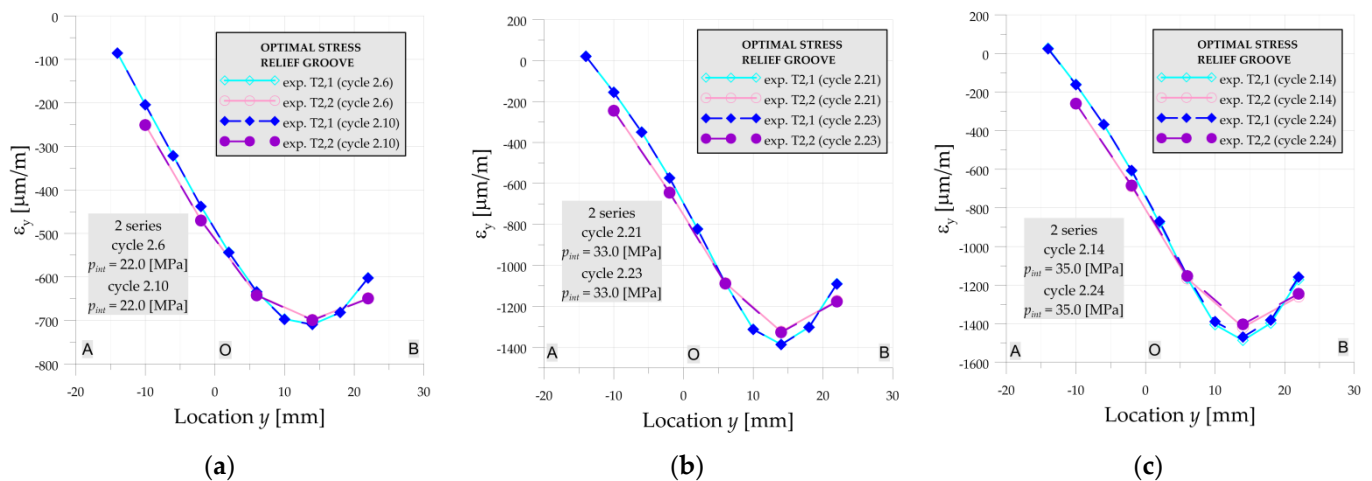 0
-100
-200
-300
-400
-500
-600
-700
-800
-20
-10
0
10
20
30
ε_y [µm/m]
Location y [mm]
OPTIMAL STRESS
RELIEF GROOVE
exp. T2,1 (cycle 2.6)
exp. T2,2 (cycle 2.6)
exp. T2,1 (cycle 2.10)
exp. T2,2 (cycle 2.10)
2 series
cycle 2.6
p_int = 22.0 [MPa]
cycle 2.10
p_int = 22.0 [MPa]
A
O
B
(a)
200
0
-200
-400
-600
-800
-1000
-1200
-1400
-20
-10
0
10
20
30
ε_y [µm/m]
Location y [mm]
OPTIMAL STRESS
RELIEF GROOVE
exp. T2,1 (cycle 2.21)
exp. T2,2 (cycle 2.21)
exp. T2,1 (cycle 2.23)
exp. T2,2 (cycle 2.23)
2 series
cycle 2.21
p_int = 33.0 [MPa]
cycle 2.23
p_int = 33.0 [MPa]
A
O
B
(b)
200
0
-200
-400
-600
-800
-1000
-1200
-1400
-1600
-20
-10
0
10
20
30
ε_y [µm/m]
Location y [mm]
OPTIMAL STRESS
RELIEF GROOVE
exp. T2,1 (cycle 2.14)
exp. T2,2 (cycle 2.14)
exp. T2,1 (cycle 2.24)
exp. T2,2 (cycle 2.24)
2 series
cycle 2.14
p_int = 35.0 [MPa]
cycle 2.24
p_int = 35.0 [MPa]
A
O
B
(c)